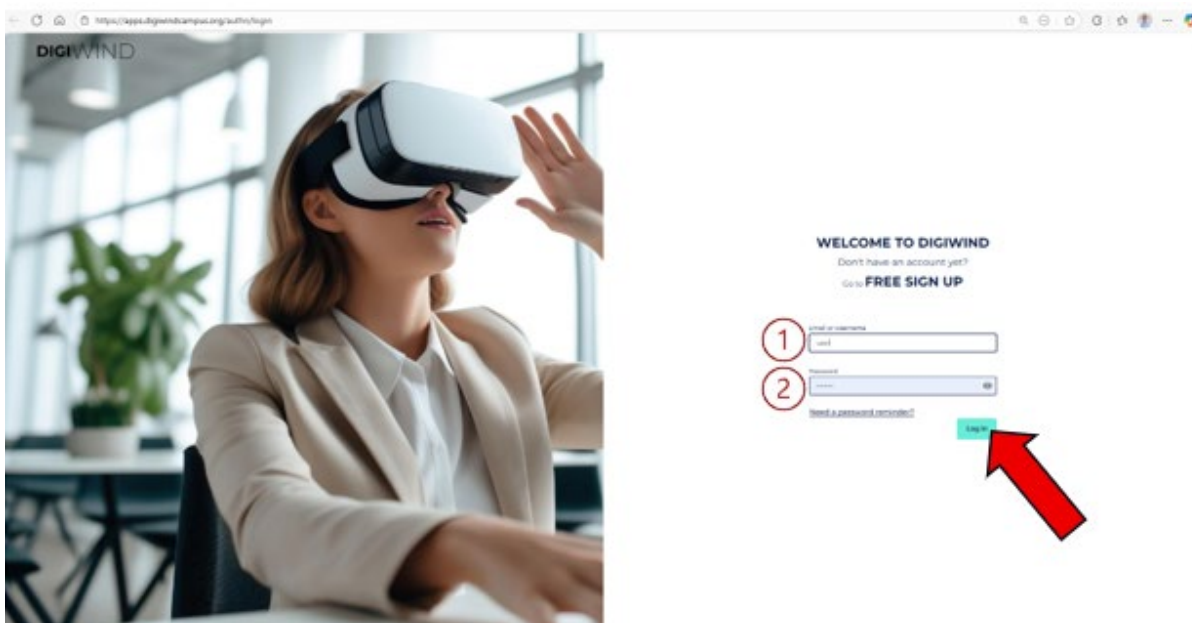 https://apps.digiwindcampus.org/authn/login
DIGIWIND
WELCOME TO DIGIWIND
Don't have an account yet?
Go to FREE SIGN UP
Email or username
1
Password
2
Need a password reminder?
Log in